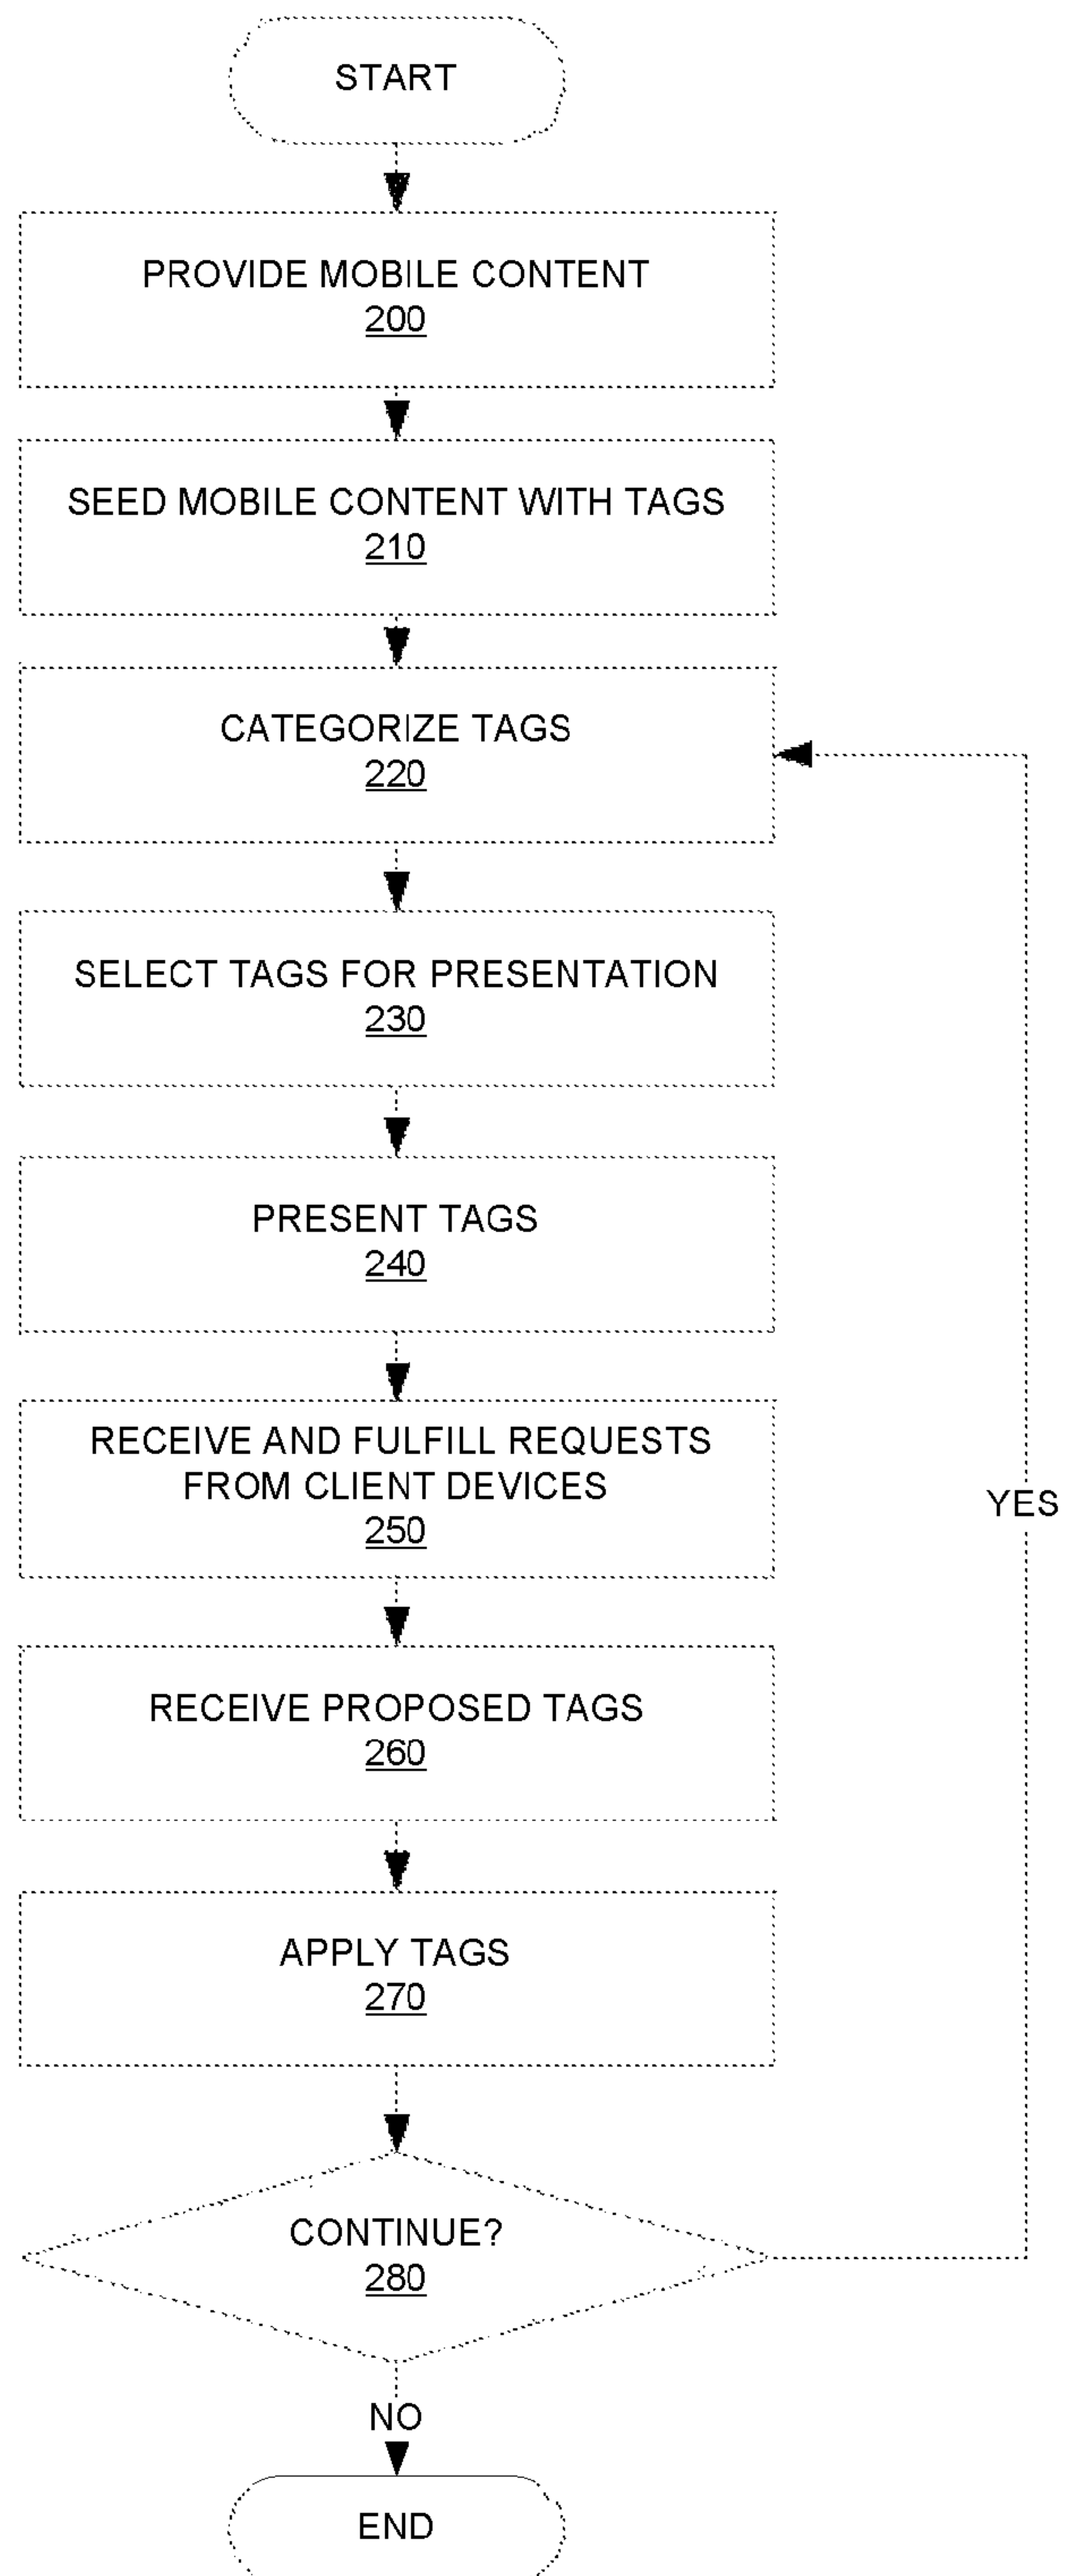 START
PROVIDE MOBILE CONTENT
200
SEED MOBILE CONTENT WITH TAGS
210
CATEGORIZE TAGS
220
SELECT TAGS FOR PRESENTATION
230
PRESENT TAGS
240
RECEIVE AND FULFILL REQUESTS
FROM CLIENT DEVICES
250
YES
RECEIVE PROPOSED TAGS
260
APPLY TAGS
270
CONTINUE?
280
NO
END